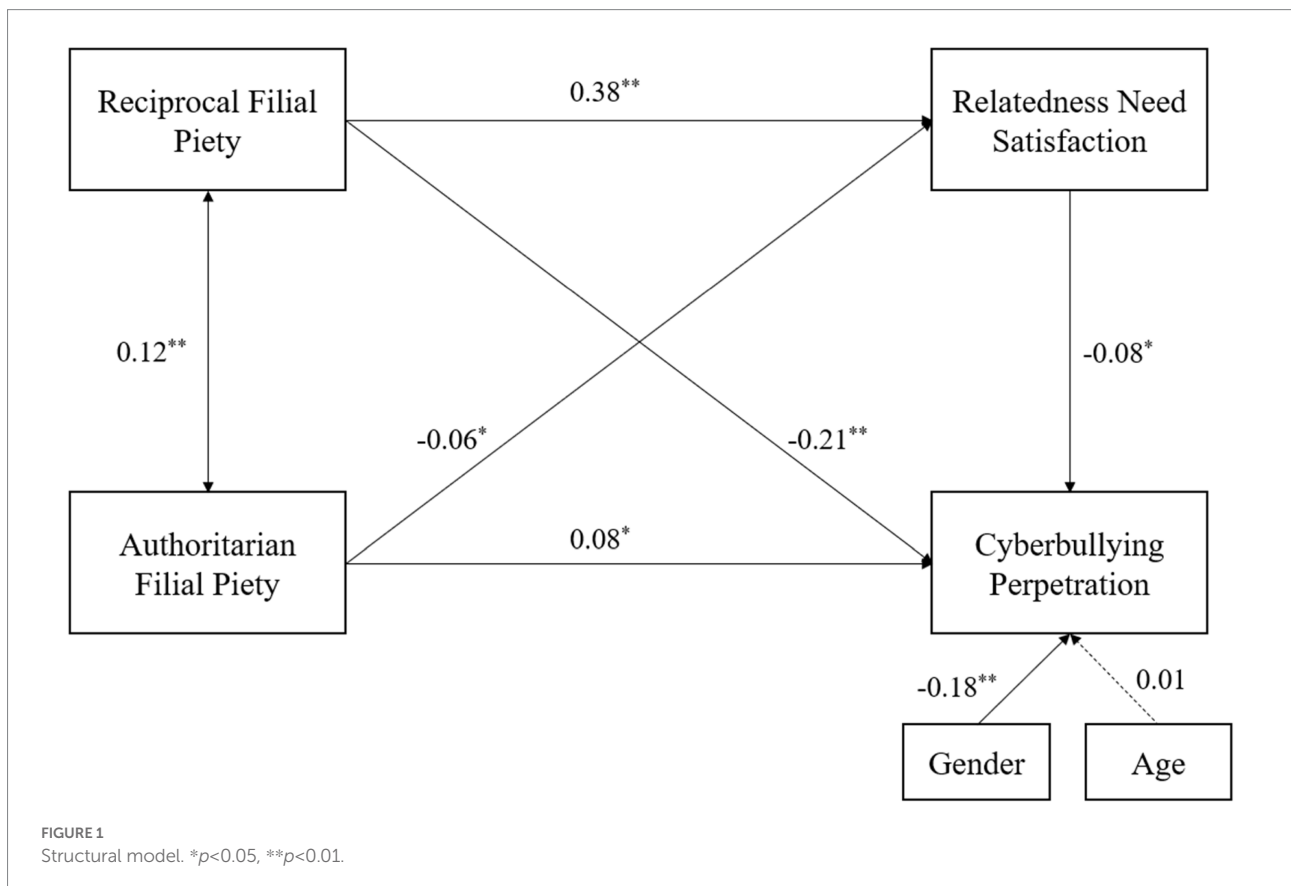 Reciprocal Filial
Piety
0.38**
Relatedness Need
Satisfaction
0.12**
-0.08*
-0.06*
-0.21**
Authoritarian
Filial Piety
0.08*
Cyberbullying
Perpetration
-0.18**
0.01
Gender
Age
FIGURE 1
Structural model. *p<0.05, **p<0.01.